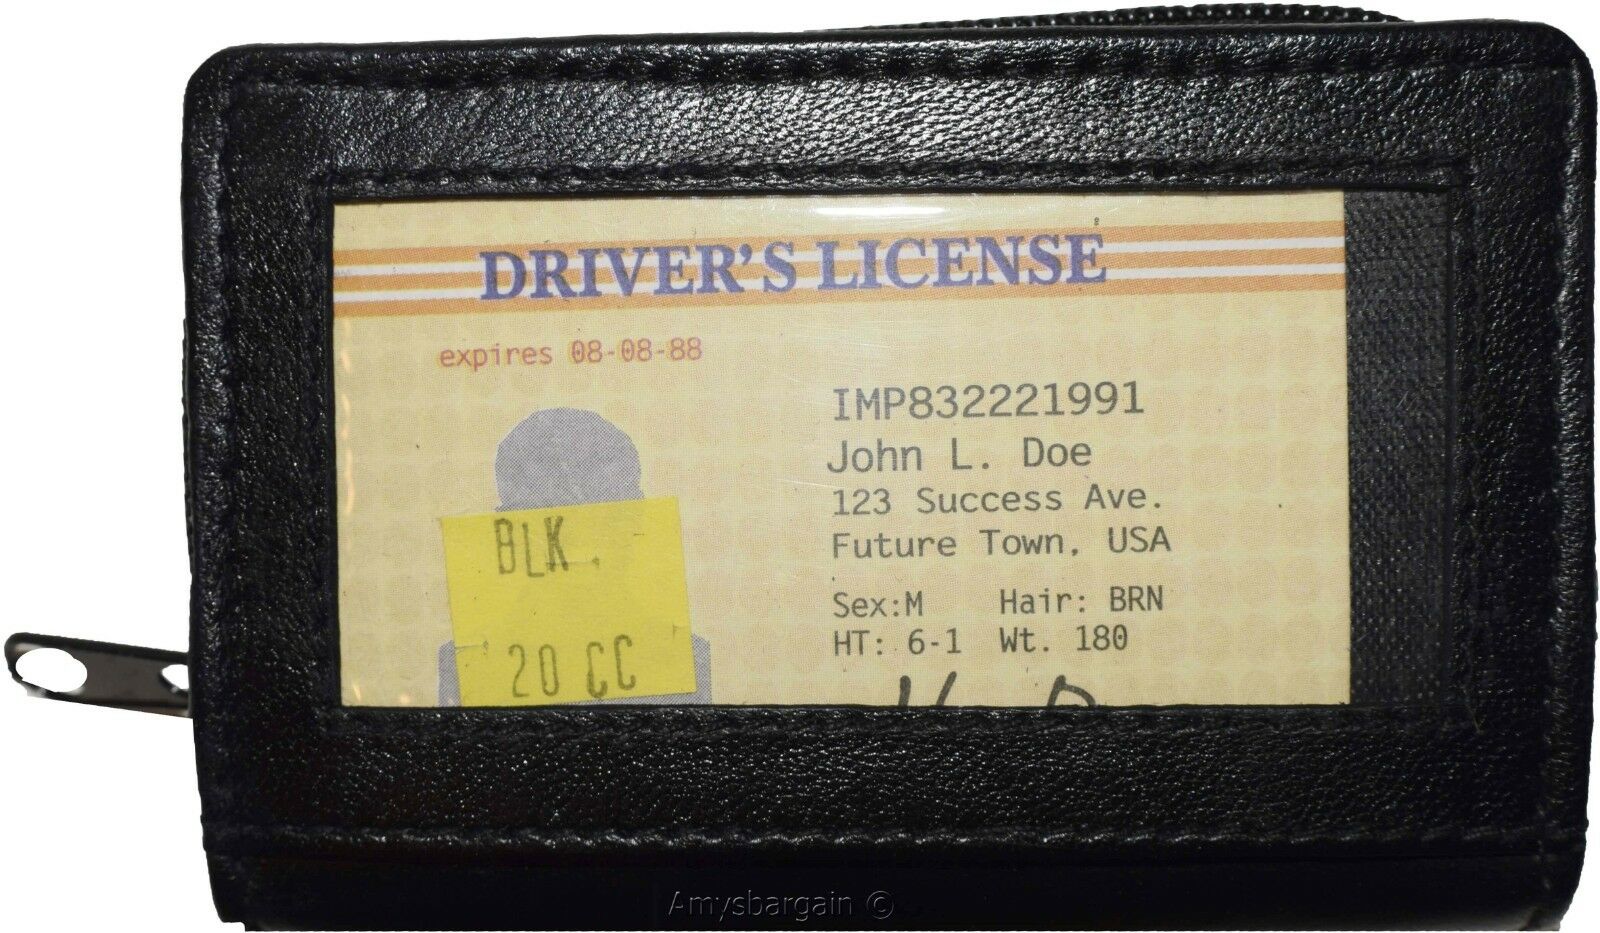 DRIVER'S LICENSE
expires 08-08-88
IMP832221991
John L. Doe
123 Success Ave.
Future Town, USA
Sex:M Hair: BRN
HT: 6-1 Wt. 180
BLK.
20 CC
Amysbargain ©